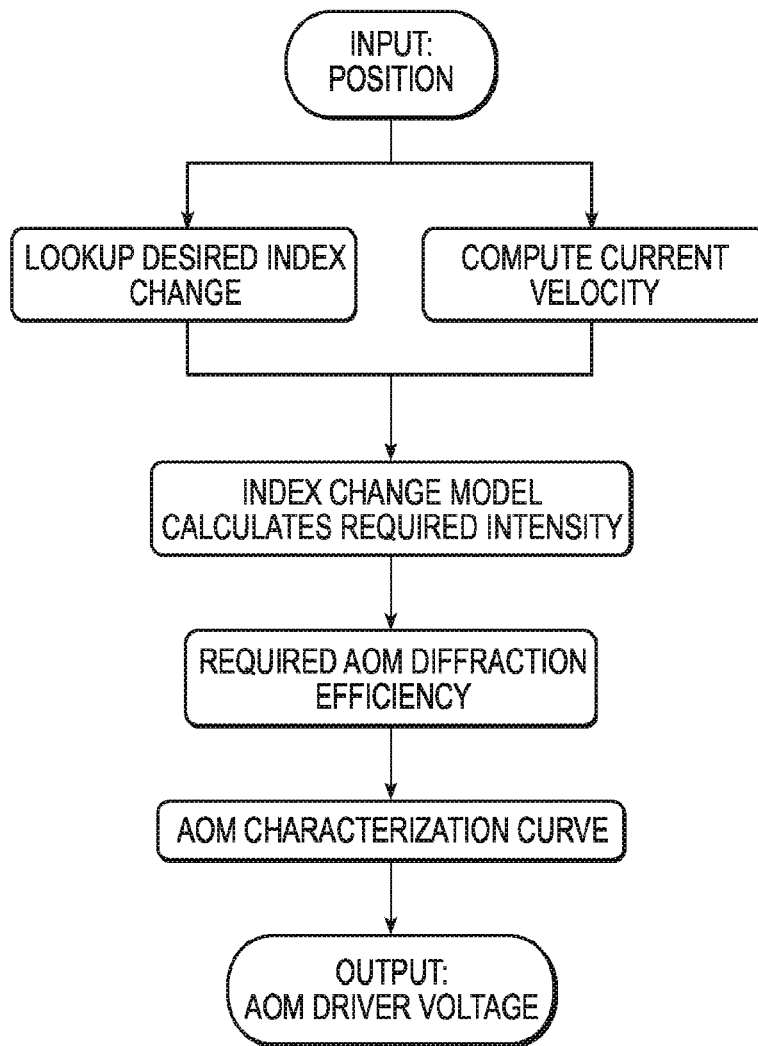 INPUT:
POSITION
LOOKUP DESIRED INDEX
CHANGE
COMPUTE CURRENT
VELOCITY
INDEX CHANGE MODEL
CALCULATES REQUIRED INTENSITY
REQUIRED AOM DIFFRACTION
EFFICIENCY
AOM CHARACTERIZATION CURVE
OUTPUT:
AOM DRIVER VOLTAGE